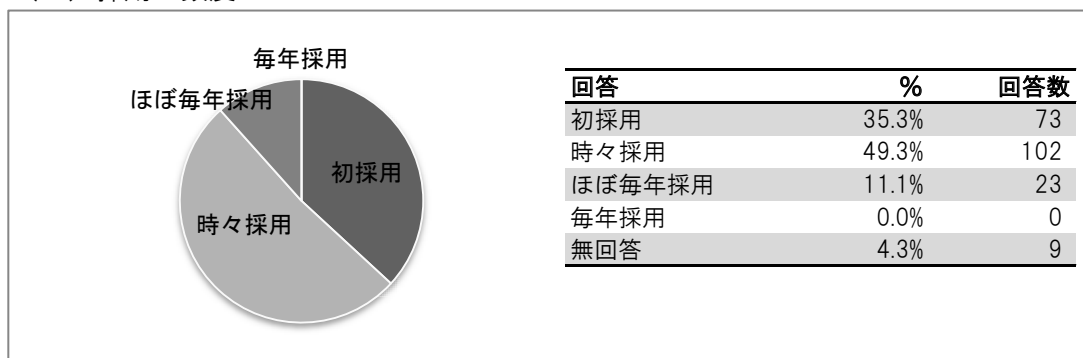 毎年採用
ほぼ毎年採用
初採用
時々採用
回答 % 回答数
初採用 35.3% 73
時々採用 49.3% 102
ほぼ毎年採用 11.1% 23
毎年採用 0.0% 0
無回答 4.3% 9